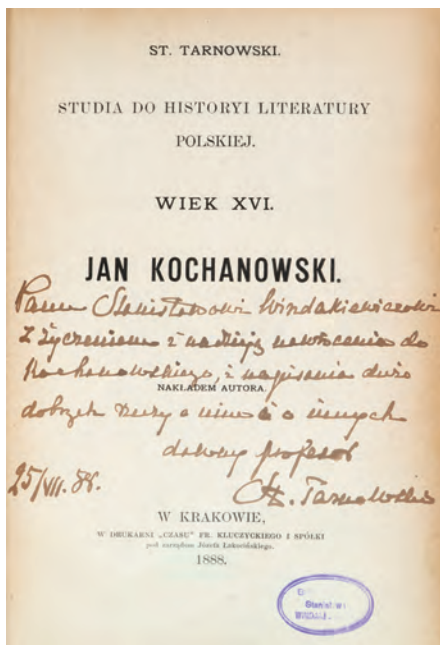 ST. TARNOWSKI.
STUDIA DO HISTORYI LITERATURY
POLSKIEJ.
WIEK XVI.
JAN KOCHANOWSKI.
Panu Stanisławowi Windakiewiczowi
z życzeniem i nadzieją nawrócenia do
Kochanowskiego, i napisania dużo
NAKŁADEM AUTORA.
dobrych rzeczy o nim i o innych
dawny profesor
25/VII. 88.
St. Tarnowski
W KRAKOWIE,
W DRUKARNI „CZASU" FR. KLUCZYCKIEGO I SPÓŁKI
pod zarządem Józefa Łakocińskiego.
1888.
Stanisław